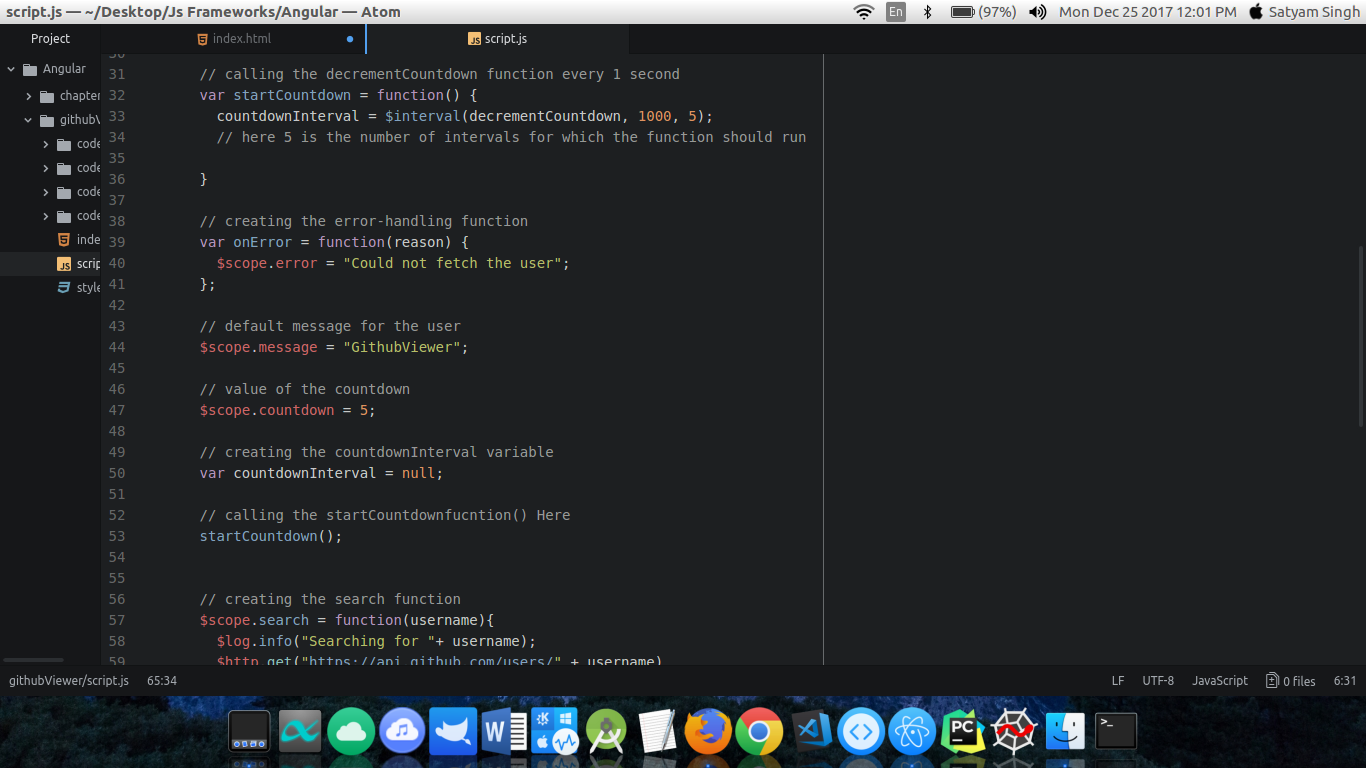 script.js — ~/Desktop/Js Frameworks/Angular — Atom
En
(97%)
Mon Dec 25 2017 12:01 PM
Satyam Singh
Project
index.html
script.js
Angular
chapter
github
code
code
code
code
inde
scrip
style
31 // calling the decrementCountdown function every 1 second
32 var startCountdown = function() {
33 countdownInterval = $interval(decrementCountdown, 1000, 5);
34 // here 5 is the number of intervals for which the function should run
35
36 }
37
38 // creating the error-handling function
39 var onError = function(reason) {
40 $scope.error = "Could not fetch the user";
41 };
42
43 // default message for the user
44 $scope.message = "GithubViewer";
45
46 // value of the countdown
47 $scope.countdown = 5;
48
49 // creating the countdownInterval variable
50 var countdownInterval = null;
51
52 // calling the startCountdownfucntion() Here
53 startCountdown();
54
55
56 // creating the search function
57 $scope.search = function(username){
58 $log.info("Searching for "+ username);
59 $http.get("https://api.github.com/users/" + username)
githubViewer/script.js 65:34
LF UTF-8 JavaScript 0 files 6:31
W
PC
>_